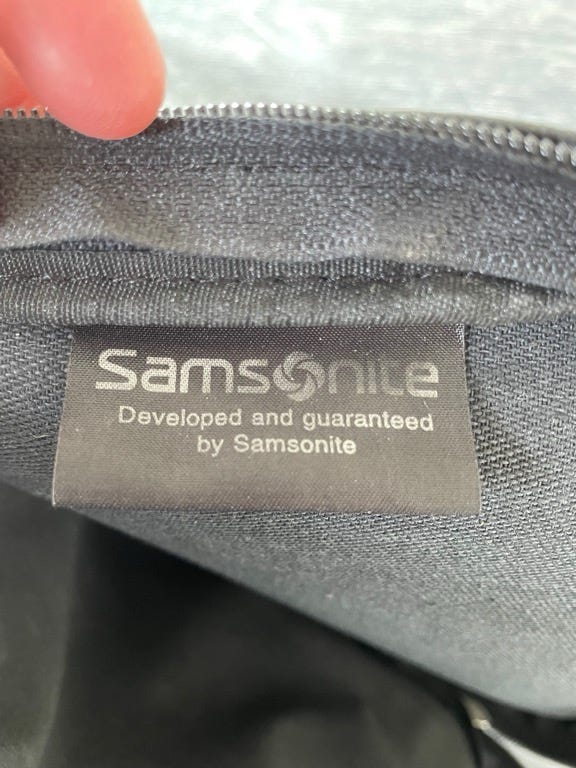 Samsonite
Developed and guaranteed
by Samsonite